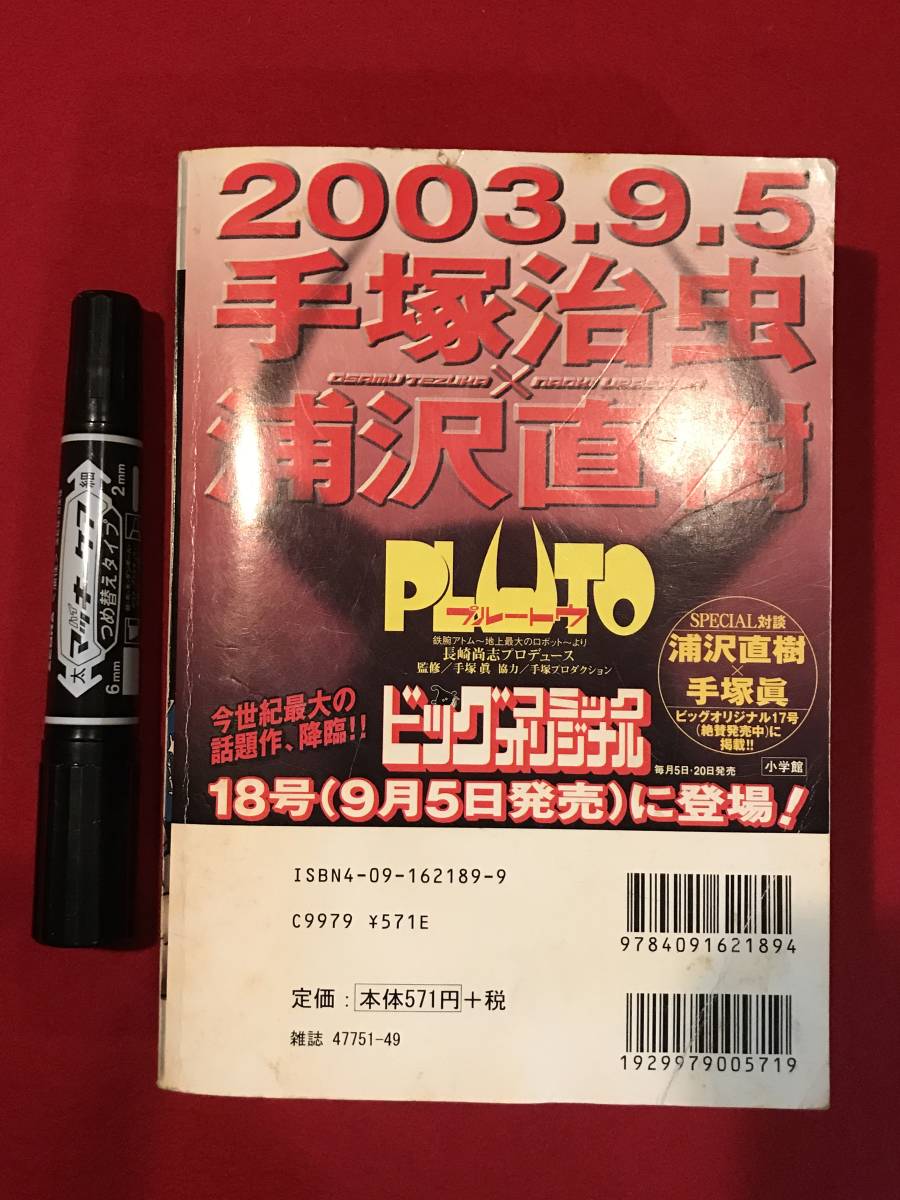 2003.9.5
手塚治虫
OSAMU TEZUKA × NAOKI
浦沢直樹
PLUTO
プルートウ
鉄腕アトム〜地上最大のロボット〜より
長崎尚志プロデュース
監修／手塚眞 協力／手塚プロダクション
SPECIAL対談
浦沢直樹
×
手塚眞
ビッグオリジナル17号
(絶賛発売中)に
掲載!!
今世紀最大の
話題作、降臨!!
ビッグコミック
オリジナル
毎月5日・20日発売
小学館
18号(9月5日発売)に登場!
ISBN4-09-162189-9
C9979 ¥571E
9784091621894
定価:本体571円+税
雑誌 47751-49
1929979005719
太
6mm
マッキーケア
つめ替えタイプ
細
2mm